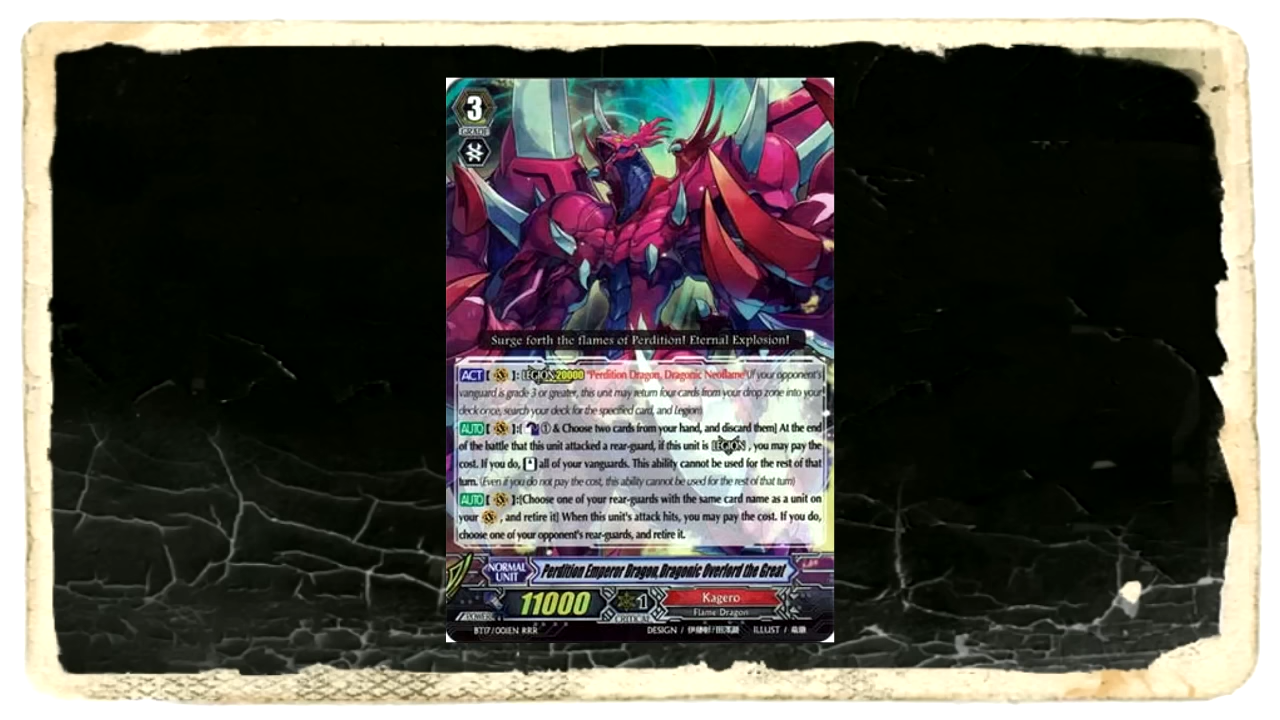 3
GRADE
Surge forth the flames of Perdition! Eternal Explosion!
ACT [ ]: LEGION 20000 "Perdition Dragon, Dragonic Neoflame" (If your opponent's
vanguard is grade 3 or greater, this unit may return four cards from your drop zone into your
deck once, search your deck for the specified card, and Legion)
AUTO [ ]:[ ① & Choose two cards from your hand, and discard them] At the end
of the battle that this unit attacked a rear-guard, if this unit is LEGION , you may pay the
cost. If you do, all of your vanguards. This ability cannot be used for the rest of that
turn. (Even if you do not pay the cost, this ability cannot be used for the rest of that turn)
AUTO [ ]:[Choose one of your rear-guards with the same card name as a unit on
your , and retire it] When this unit's attack hits, you may pay the cost. If you do,
choose one of your opponent's rear-guards, and retire it.
NORMAL UNIT
Perdition Emperor Dragon, Dragonic Overlord the Great
POWER 11000
1 CRITICAL
Kagero
Flame Dragon
BT17/001EN RRR
DESIGN / ILLUST /